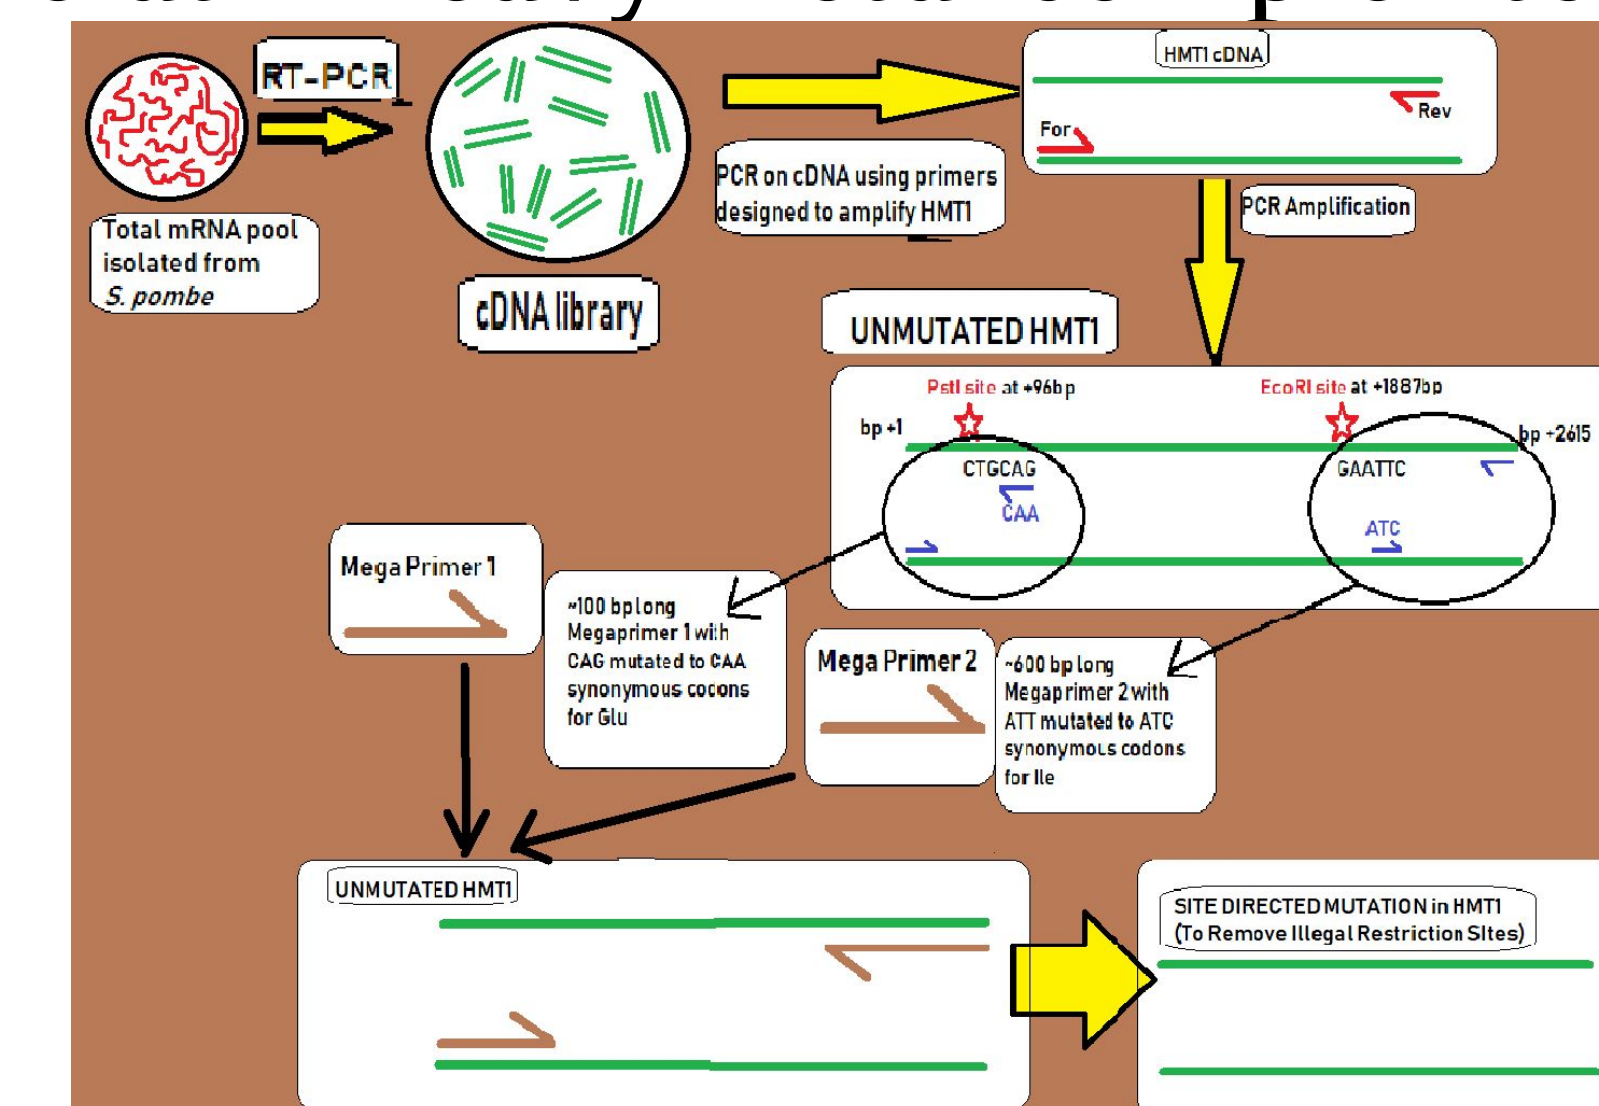 RT-PCR
HMT1 cDNA
Rev
For
PCR on cDNA using primers
designed to amplify HMT1
Total mRNA pool
isolated from
S. pombe
cDNA library
PCR Amplification
UNMUTATED HMT1
PstI site at +96bp
EcoRI site at +1887bp
bp +1
bp +2615
CTGCAG
GAATTC
CAA
ATC
Mega Primer 1
~100 bp long
Megaprimer 1 with
CAG mutated to CAA
synonymous codons
for Glu
Mega Primer 2
~600 bp long
Megaprimer 2 with
ATT mutated to ATC
synonymous codons
for Ile
UNMUTATED HMT1
SITE DIRECTED MUTATION in HMT1
(To Remove Illegal Restriction SItes)